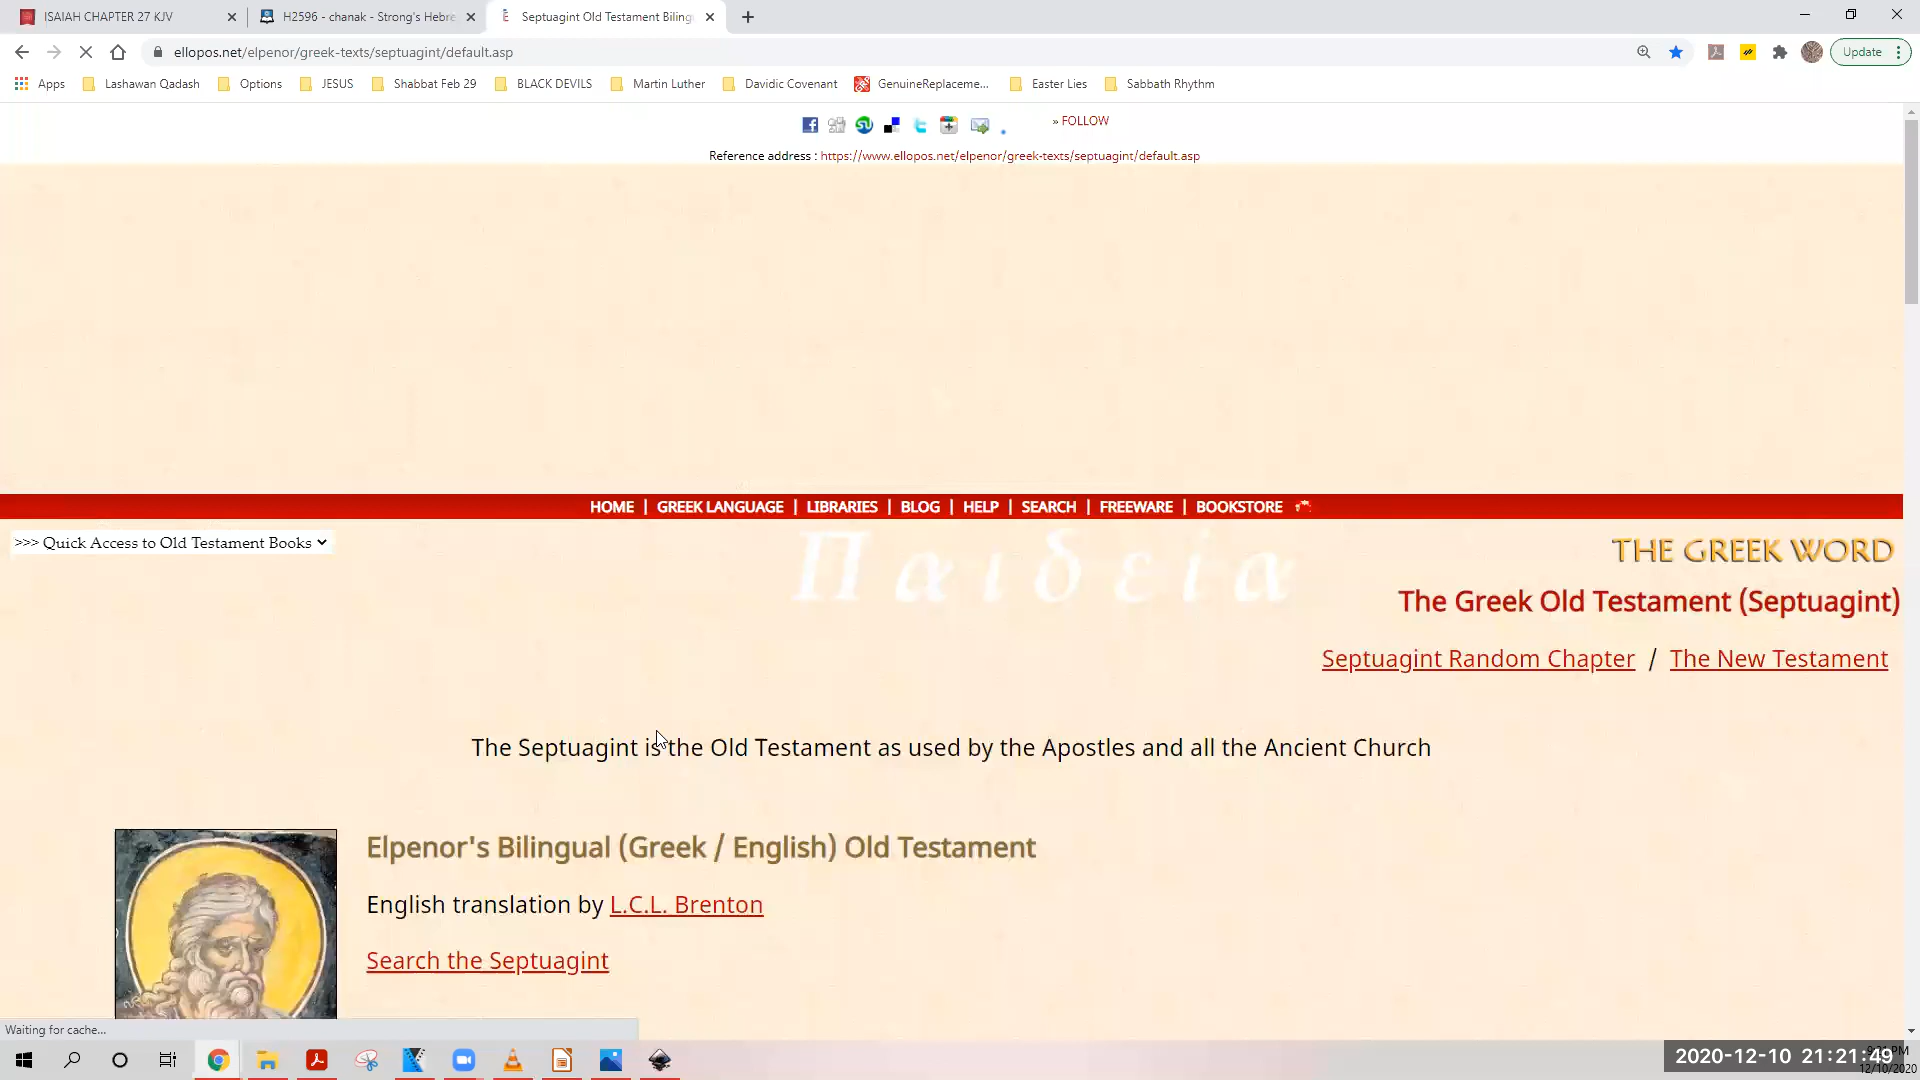 ISAIAH CHAPTER 27 KJV
H2596 - chanak - Strong's Hebre
Septuagint Old Testament Biling
ellopos.net/elpenor/greek-texts/septuagint/default.asp
Update
Apps
Lashawan Qadash
Options
JESUS
Shabbat Feb 29
BLACK DEVILS
Martin Luther
Davidic Covenant
GenuineReplaceme...
Easter Lies
Sabbath Rhythm
» FOLLOW
Reference address : https://www.ellopos.net/elpenor/greek-texts/septuagint/default.asp
HOME | GREEK LANGUAGE | LIBRARIES | BLOG | HELP | SEARCH | FREEWARE | BOOKSTORE
>>> Quick Access to Old Testament Books
Παιδεία
THE GREEK WORD
The Greek Old Testament (Septuagint)
Septuagint Random Chapter / The New Testament
The Septuagint is the Old Testament as used by the Apostles and all the Ancient Church
Elpenor's Bilingual (Greek / English) Old Testament
English translation by L.C.L. Brenton
Search the Septuagint
Waiting for cache...
2020-12-10 21:21:49
12/10/2020